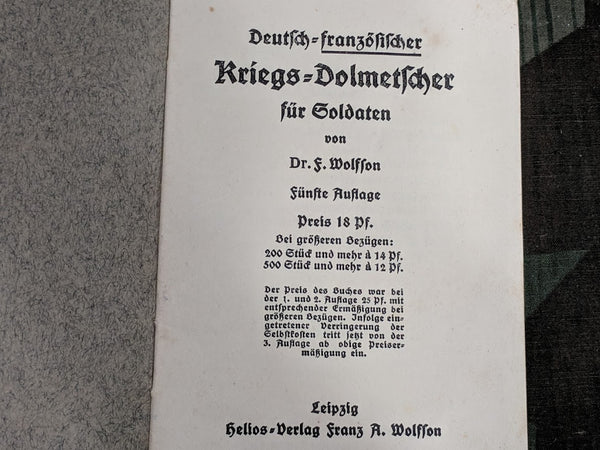 Deutsch-französischer
Kriegs-Dolmetscher
für Soldaten
von
Dr. F. Wolfson
Fünfte Auflage
Preis 18 Pf.
Bei größeren Bezügen:
200 Stück und mehr à 14 Pf.
500 Stück und mehr à 12 Pf.
Der Preis des Buches war bei
der 1. und 2. Auflage 25 Pf. mit
entsprechender Ermäßigung bei
größeren Bezügen. Infolge ein-
getretener Verringerung der
Selbstkosten tritt jetzt von der
3. Auflage ab obige Preiser-
mäßigung ein.
Leipzig
Helios-Verlag Franz A. Wolfson